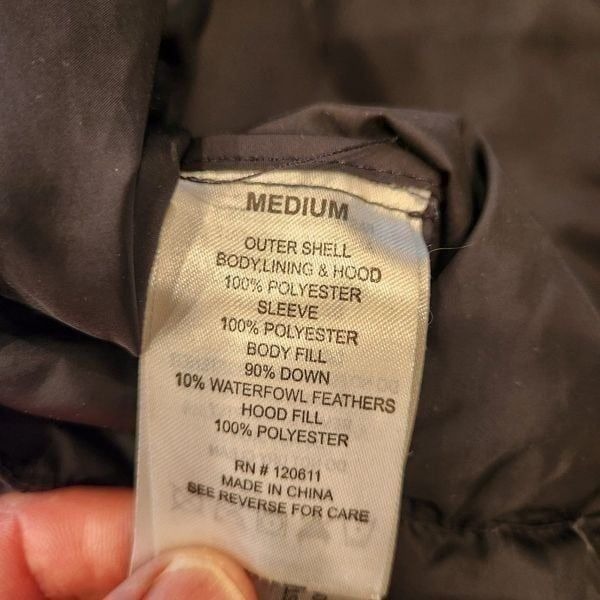 MEDIUM
OUTER SHELL
BODY,LINING & HOOD
100% POLYESTER
SLEEVE
100% POLYESTER
BODY FILL
90% DOWN
10% WATERFOWL FEATHERS
HOOD FILL
100% POLYESTER
RN # 120611
MADE IN CHINA
SEE REVERSE FOR CARE